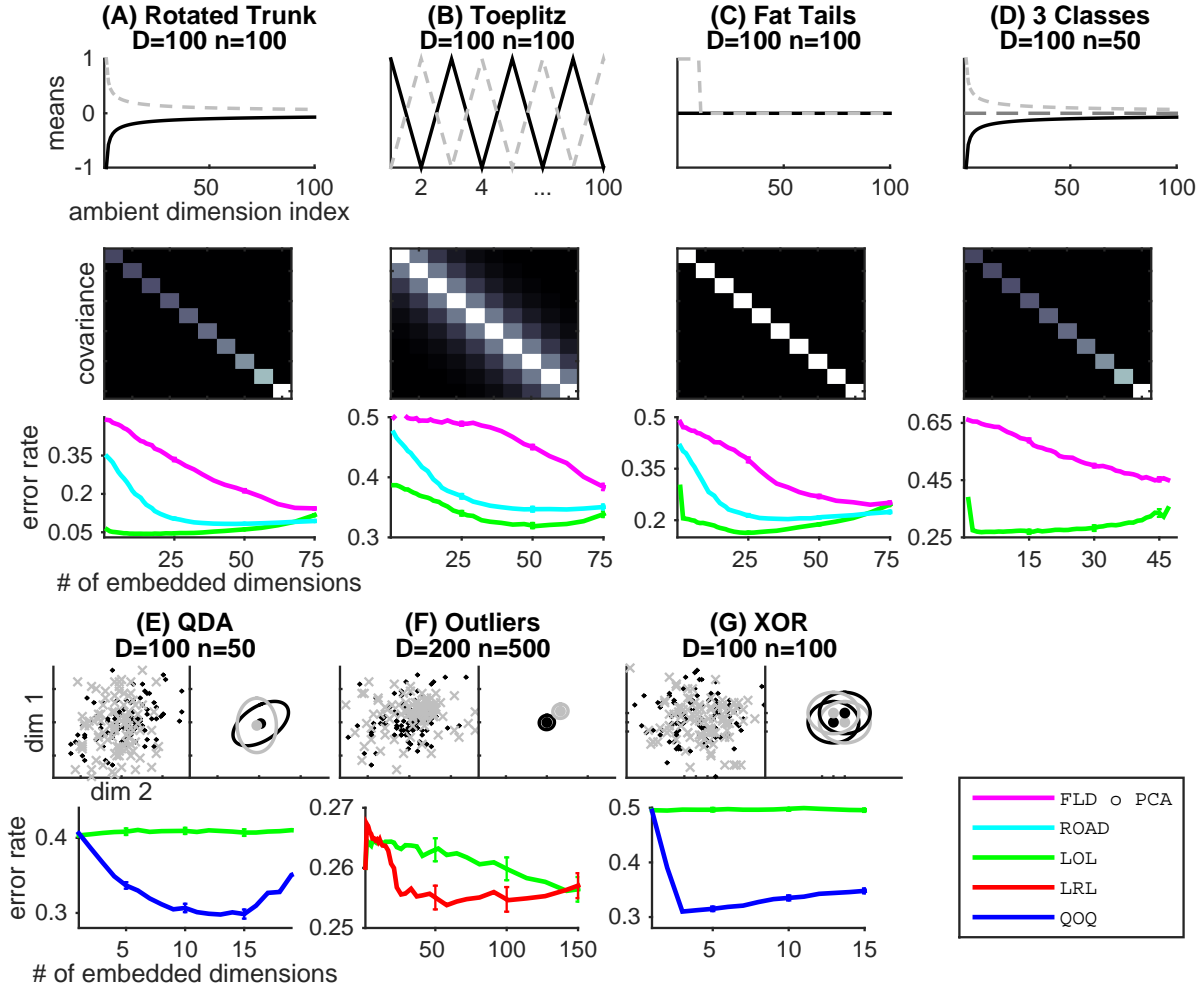 (A) Rotated Trunk
D=100 n=100
(B) Toeplitz
D=100 n=100
(C) Fat Tails
D=100 n=100
(D) 3 Classes
D=100 n=50
means
1
0
-1
50
100
ambient dimension index
2
4
...
100
50
100
50
100
covariance
error rate
0.35
0.2
0.05
25
50
75
# of embedded dimensions
0.5
0.4
0.3
25
50
75
0.5
0.35
0.2
25
50
75
0.65
0.45
0.25
15
30
45
(E) QDA
D=100 n=50
(F) Outliers
D=200 n=500
(G) XOR
D=100 n=100
dim 1
dim 2
error rate
0.4
0.3
5
10
15
# of embedded dimensions
0.27
0.26
0.25
50
100
150
0.5
0.4
0.3
5
10
15
FLD o PCA
ROAD
LOL
LRL
QOQ